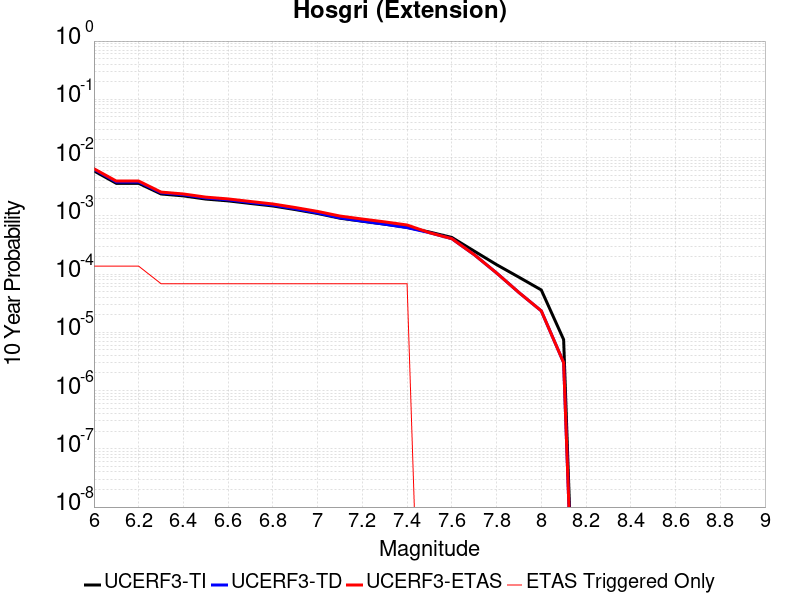 Hosgri (Extension)
10 0
10 -1
10 -2
10 -3
10 -4
10 -5
10 -6
10 -7
10 -8
10 Year Probability
6 6.2 6.4 6.6 6.8 7 7.2 7.4 7.6 7.8 8 8.2 8.4 8.6 8.8 9
Magnitude
UCERF3-TI UCERF3-TD UCERF3-ETAS ETAS Triggered Only